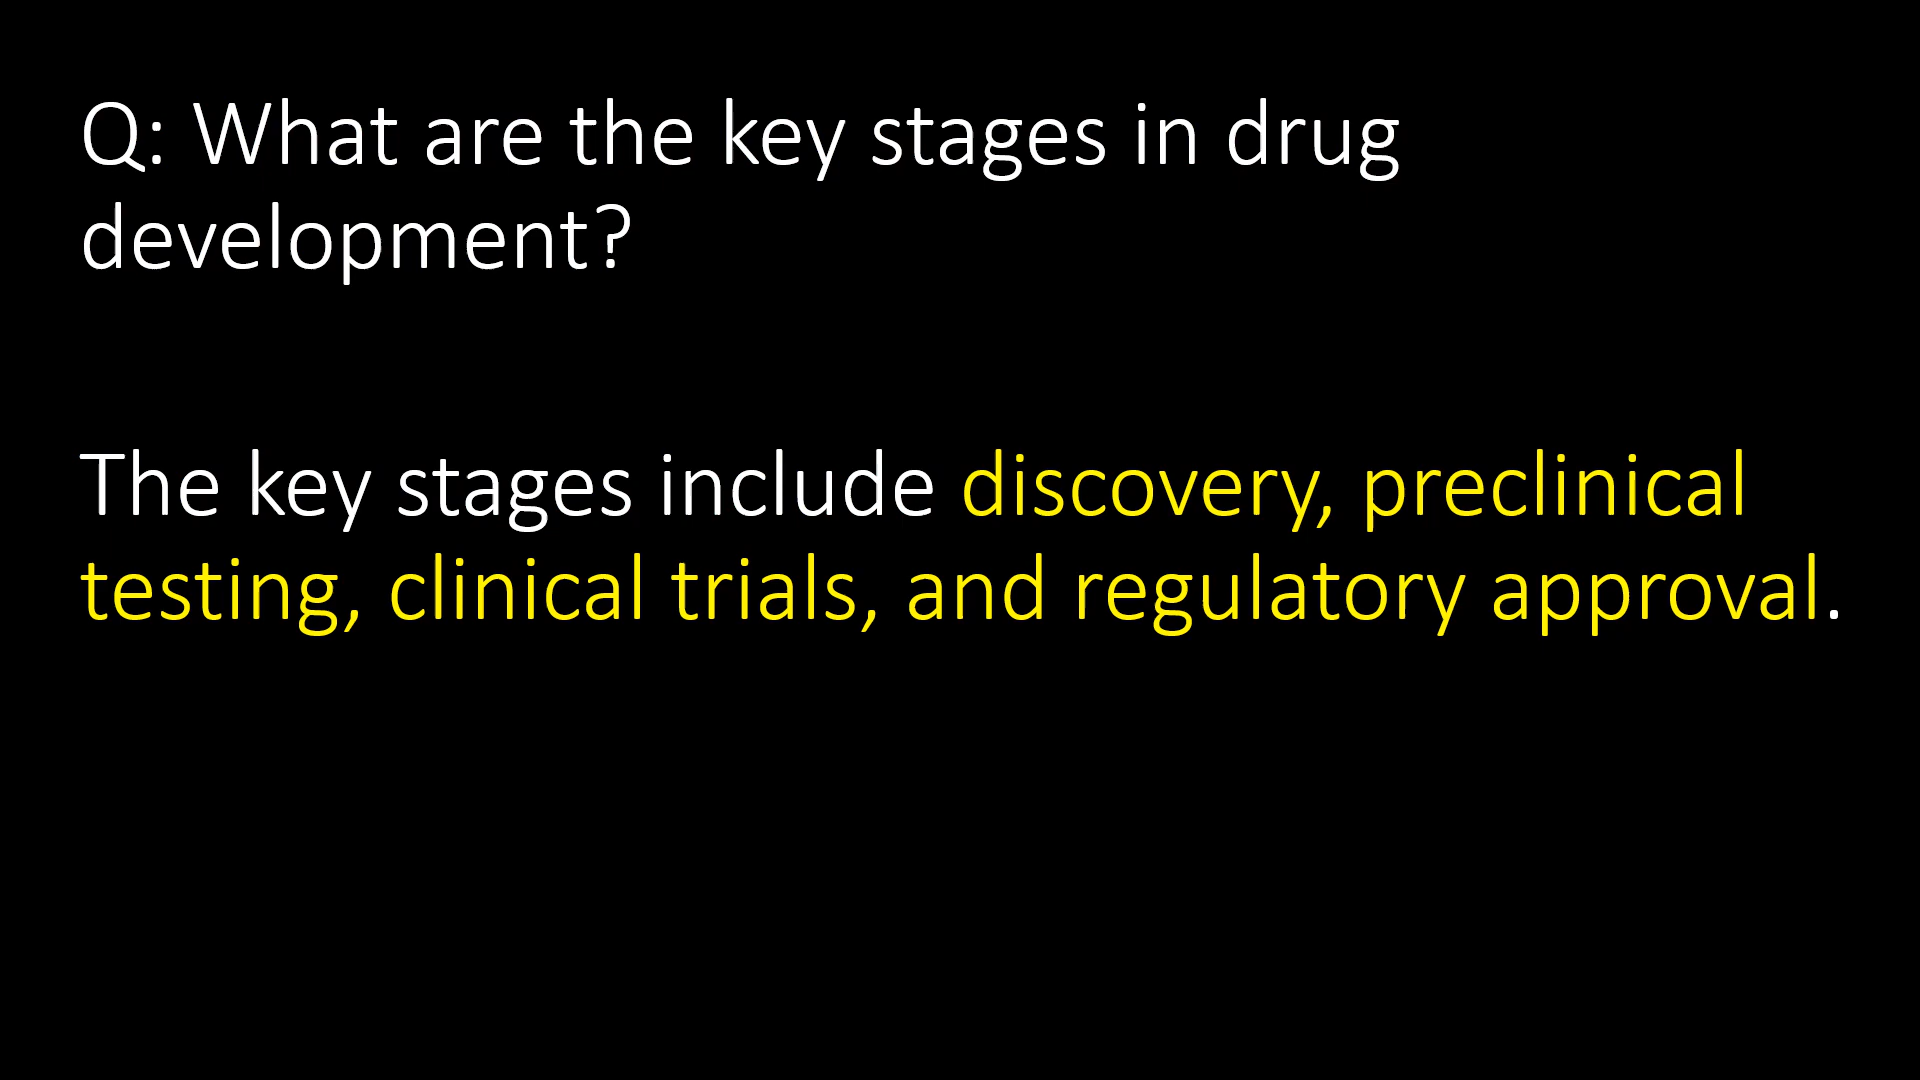 Q: What are the key stages in drug
development?
The key stages include discovery, preclinical
testing, clinical trials, and regulatory approval.